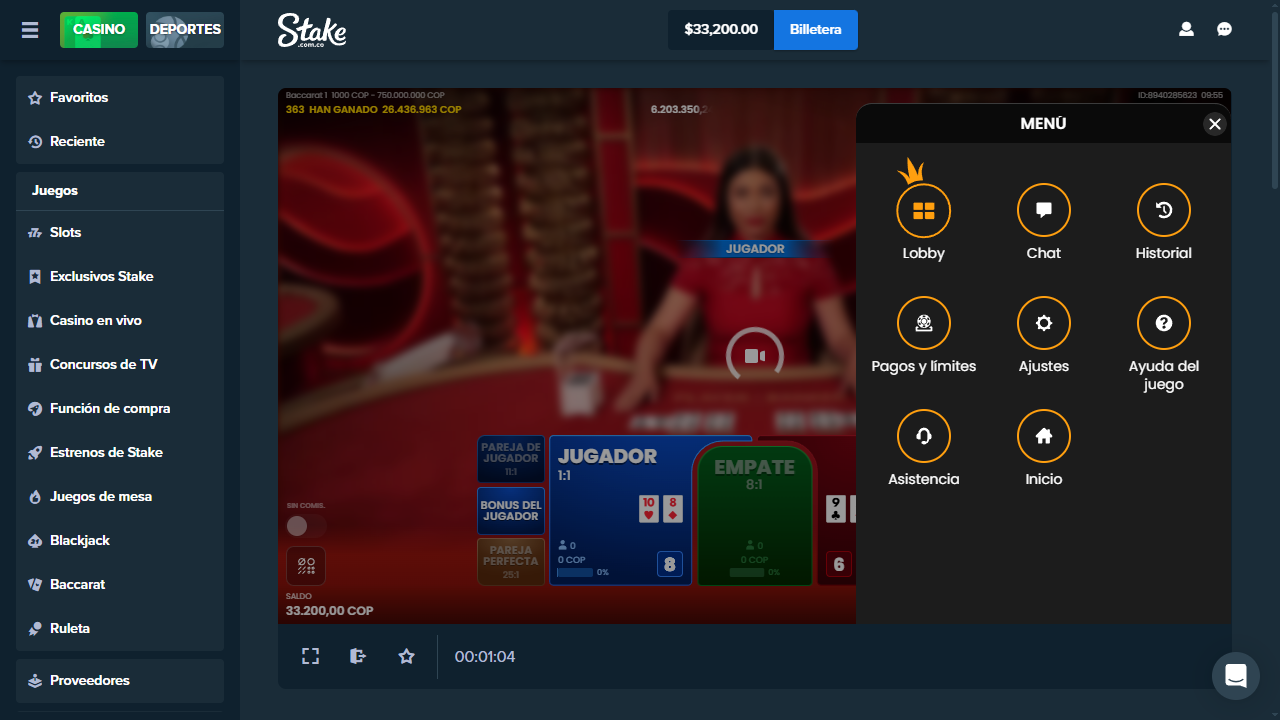 CASINO
DEPORTES
Stake
.com.co
$33,200.00
Billetera
Favoritos
Reciente
Juegos
Slots
Exclusivos Stake
Casino en vivo
Concursos de TV
Función de compra
Estrenos de Stake
Juegos de mesa
Blackjack
Baccarat
Ruleta
Proveedores
Baccarat 1 1000 COP - 750.000.000 COP
363 HAN GANADO 26.436.963 COP
6.203.350,2
ID:8940285623 09:55
MENÚ
Lobby
Chat
Historial
Pagos y límites
Ajustes
Ayuda del
juego
Asistencia
Inicio
JUGADOR
PAREJA DE
JUGADOR
11:1
BONUS DEL
JUGADOR
PAREJA
PERFECTA
25:1
JUGADOR
1:1
10
8
0
0 COP
0%
8
EMPATE
8:1
0
0 COP
0%
9
6
SIN COMIS.
SALDO
33.200,00 COP
00:01:04